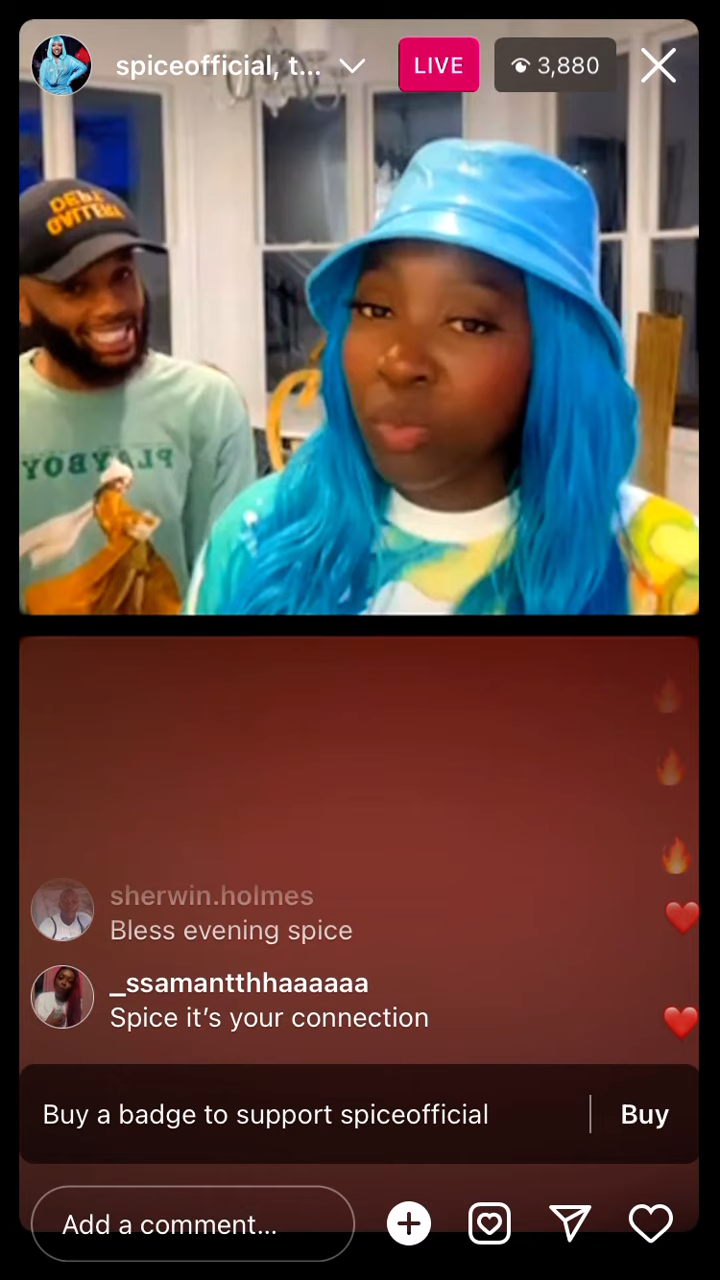 spiceofficial, t...
LIVE
3,880
PLAYBOY
sherwin.holmes
Bless evening spice
_ssamantthhaaaaaa
Spice it’s your connection
Buy a badge to support spiceofficial
Buy
Add a comment...